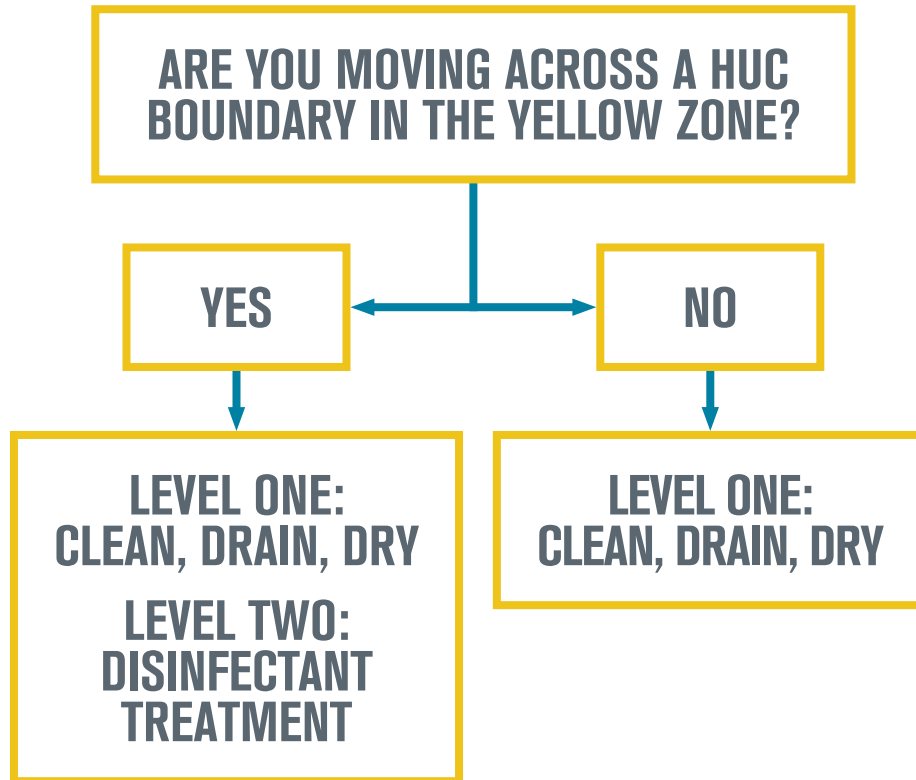 ARE YOU MOVING ACROSS A HUC
BOUNDARY IN THE YELLOW ZONE?
YES
NO
LEVEL ONE:
CLEAN, DRAIN, DRY
LEVEL TWO:
DISINFECTANT
TREATMENT
LEVEL ONE:
CLEAN, DRAIN, DRY